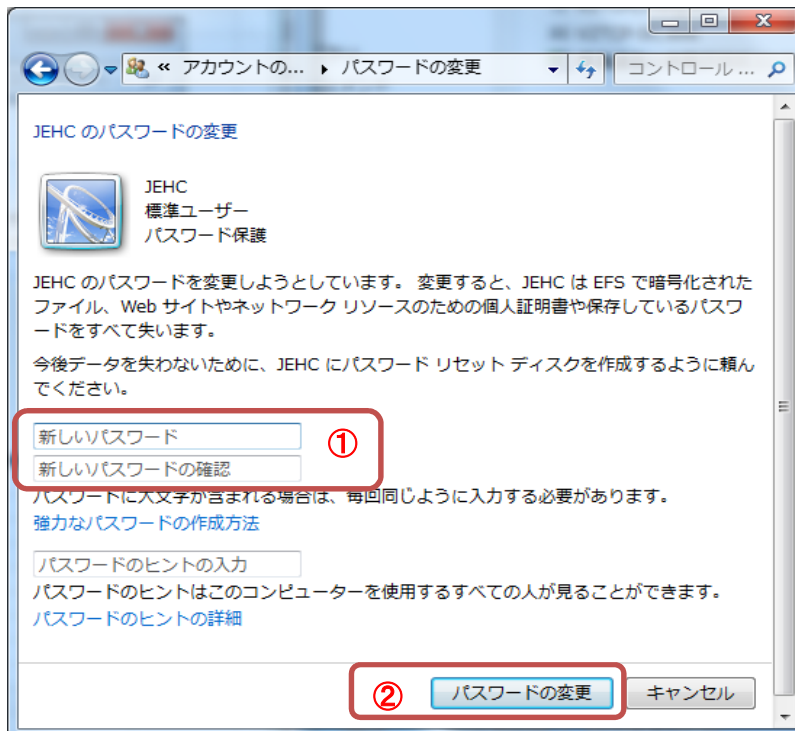 « アカウントの... ▸ パスワードの変更
コントロール ...
JEHC のパスワードの変更
JEHC
標準ユーザー
パスワード保護
JEHC のパスワードを変更しようとしています。 変更すると、JEHC は EFS で暗号化された
ファイル、Web サイトやネットワーク リソースのための個人証明書や保存しているパスワ
ードをすべて失います。
今後データを失わないために、JEHC にパスワード リセット ディスクを作成するように頼ん
でください。
新しいパスワード
①
新しいパスワードの確認
パスワードに大文字が含まれる場合は、毎回同じように入力する必要があります。
強力なパスワードの作成方法
パスワードのヒントの入力
パスワードのヒントはこのコンピューターを使用するすべての人が見ることができます。
パスワードのヒントの詳細
② パスワードの変更 キャンセル